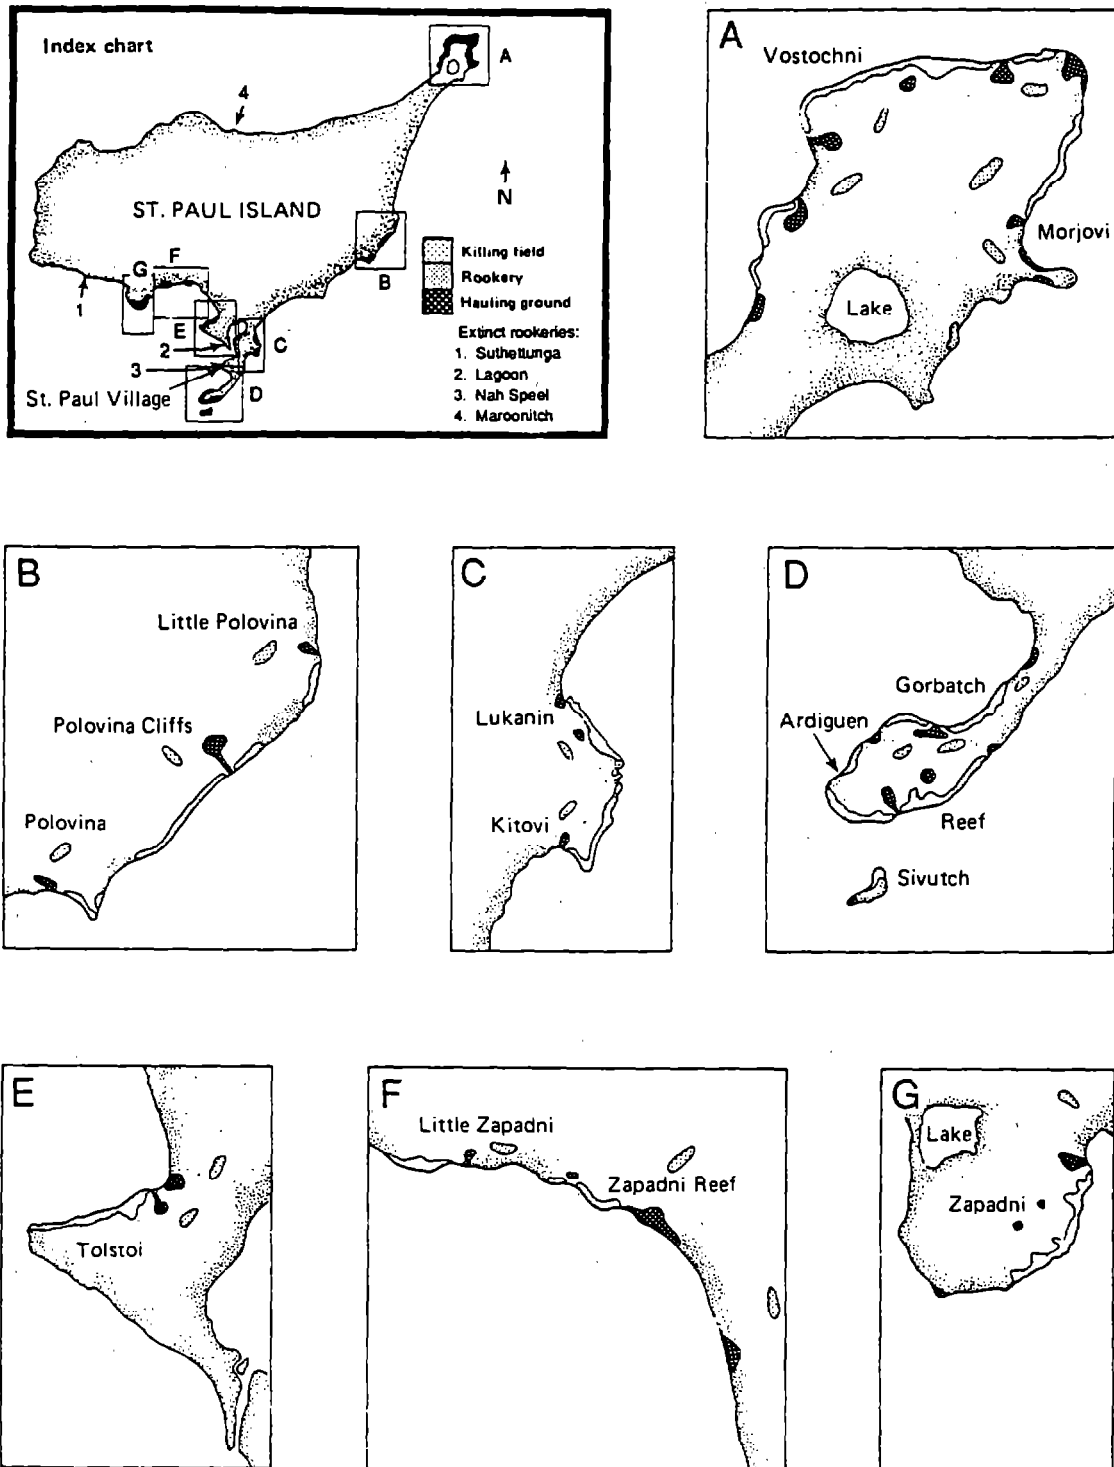 Index chart
A
4
N
ST. PAUL ISLAND
G
F
B
1
E
2
C
3
D
St. Paul Village
Killing field
Rookery
Hauling ground
Extinct rookeries:
1. Suthetunga
2. Lagoon
3. Nah Speel
4. Maroonitch
A
Vostochni
Morjovi
Lake
B
Little Polovina
Polovina Cliffs
Polovina
C
Lukanin
Kitovi
D
Gorbatch
Ardiguen
Reef
Sivutch
E
Tolstoi
F
Little Zapadni
Zapadni Reef
G
Lake
Zapadni